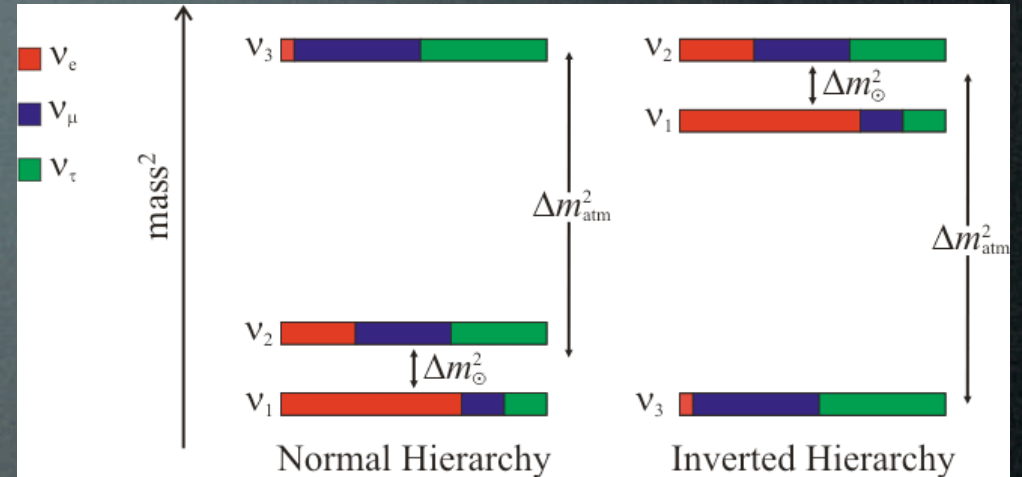 νe
νμ
ντ
mass²
ν₃
Δm²atm
ν₂
Δm²⊙
ν₁
Normal Hierarchy
ν₂
Δm²⊙
ν₁
Δm²atm
ν₃
Inverted Hierarchy